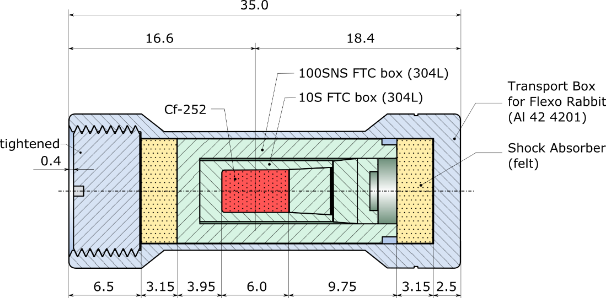 35.0
16.6
18.4
100SNS FTC box (304L)
10S FTC box (304L)
Cf-252
Transport Box
for Flexo Rabbit
(Al 42 4201)
tightened
Shock Absorber
(felt)
0.4
6.5
3.15
3.95
6.0
9.75
3.15
2.5